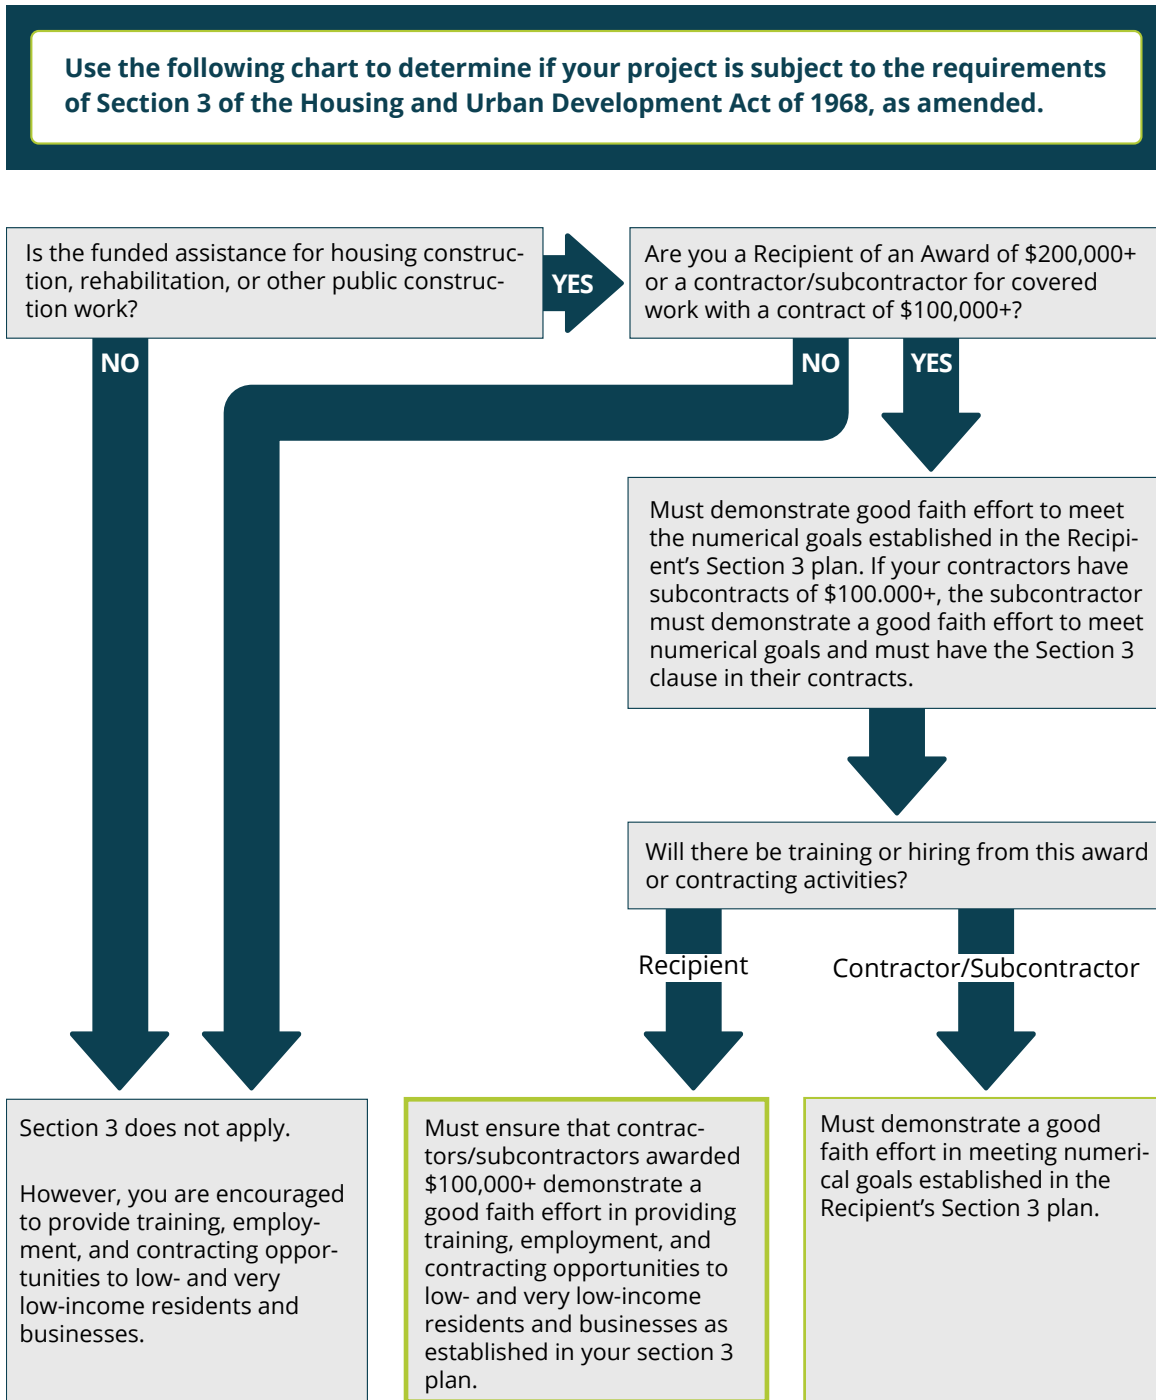 Use the following chart to determine if your project is subject to the requirements
of Section 3 of the Housing and Urban Development Act of 1968, as amended.
Is the funded assistance for housing construc-
tion, rehabilitation, or other public construc-
tion work?
YES
Are you a Recipient of an Award of $200,000+
or a contractor/subcontractor for covered
work with a contract of $100,000+?
NO
NO
YES
Must demonstrate good faith effort to meet
the numerical goals established in the Recipi-
ent's Section 3 plan. If your contractors have
subcontracts of $100.000+, the subcontractor
must demonstrate a good faith effort to meet
numerical goals and must have the Section 3
clause in their contracts.
Will there be training or hiring from this award
or contracting activities?
Recipient
Contractor/Subcontractor
Section 3 does not apply.
However, you are encouraged
to provide training, employ-
ment, and contracting oppor-
tunities to low- and very
low-income residents and
businesses.
Must ensure that contrac-
tors/subcontractors awarded
$100,000+ demonstrate a
good faith effort in providing
training, employment, and
contracting opportunities to
low- and very low-income
residents and businesses as
established in your section 3
plan.
Must demonstrate a good
faith effort in meeting numeri-
cal goals established in the
Recipient's Section 3 plan.